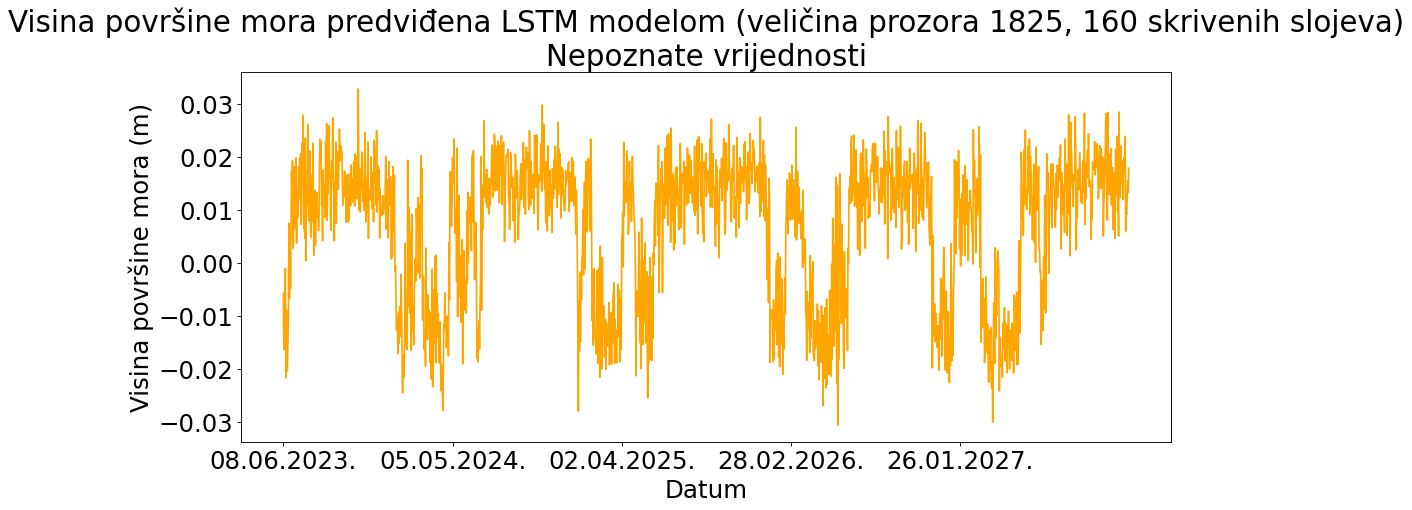 Visina površine mora predviđena LSTM modelom (veličina prozora 1825, 160 skrivenih slojeva)
Nepoznate vrijednosti
Visina površine mora (m)
0.03
0.02
0.01
0.00
−0.01
−0.02
−0.03
08.06.2023. 05.05.2024. 02.04.2025. 28.02.2026. 26.01.2027.
Datum